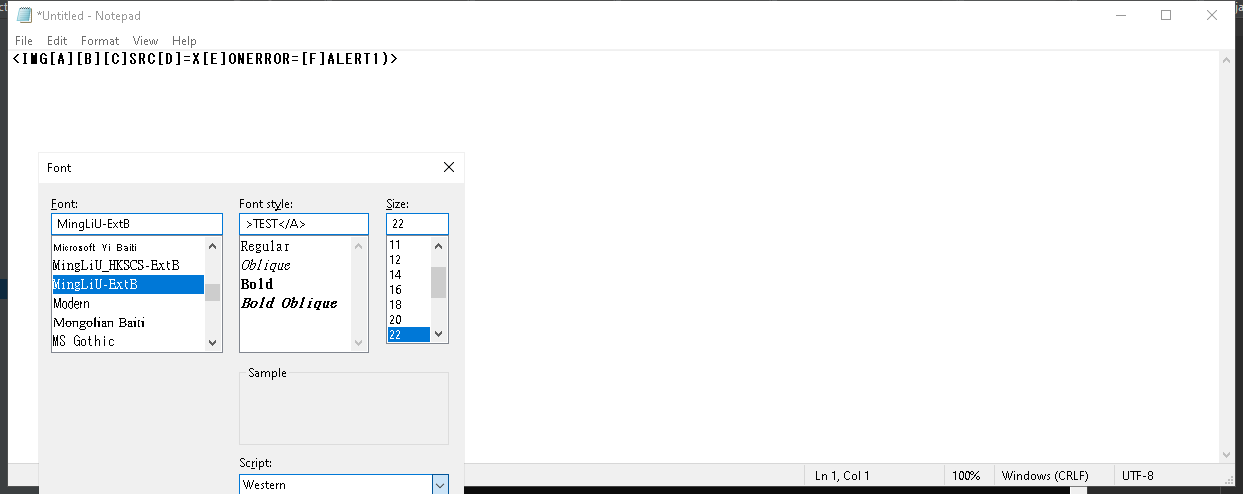 *Untitled - Notepad
File Edit Format View Help
<IMG[A][B][C]SRC[D]=X[E]ONERROR=[F]ALERT1)>
Font
Font: Font style: Size:
MingLiU-ExtB >TEST</A> 22
Microsoft Yi Baiti Regular 11
MingLiU_HKSCS-ExtB Oblique 12
MingLiU-ExtB Bold 14
Modern Bold Oblique 16
Mongolian Baiti 18
MS Gothic 20
22
Sample
Script:
Western
Ln 1, Col 1 100% Windows (CRLF) UTF-8